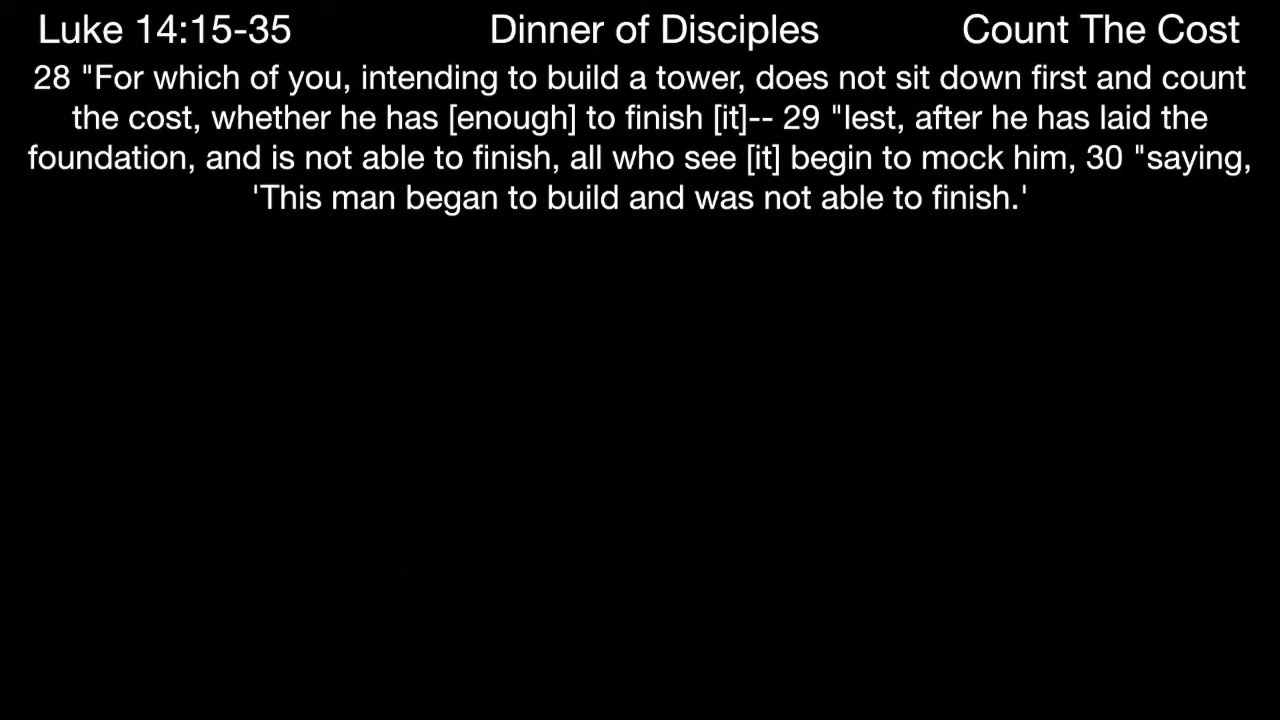 Luke 14:15-35 Dinner of Disciples Count The Cost
28 "For which of you, intending to build a tower, does not sit down first and count
the cost, whether he has [enough] to finish [it]-- 29 "lest, after he has laid the
foundation, and is not able to finish, all who see [it] begin to mock him, 30 "saying,
'This man began to build and was not able to finish.'